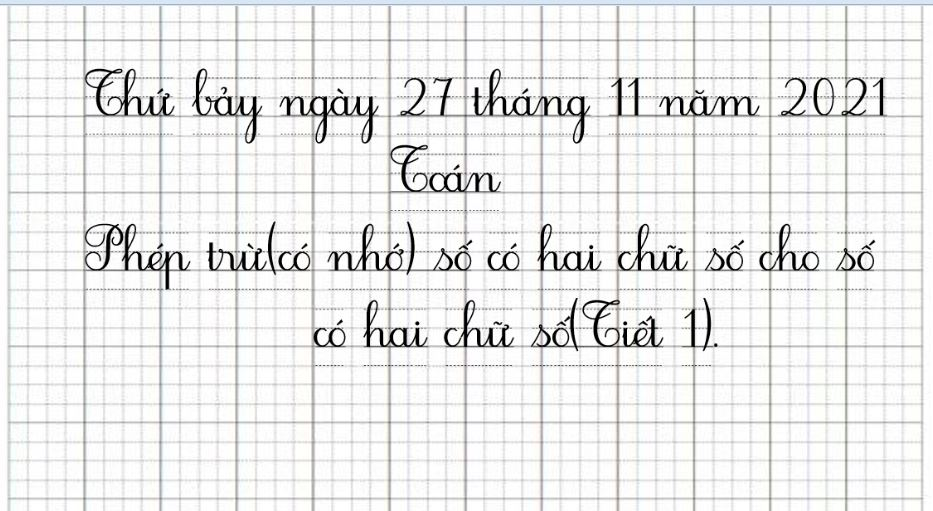 Thứ bảy ngày 27 tháng 11 năm 2021
Toán
Phép trừ(có nhớ) số có hai chữ số cho số
có hai chữ số(Tiết 1).